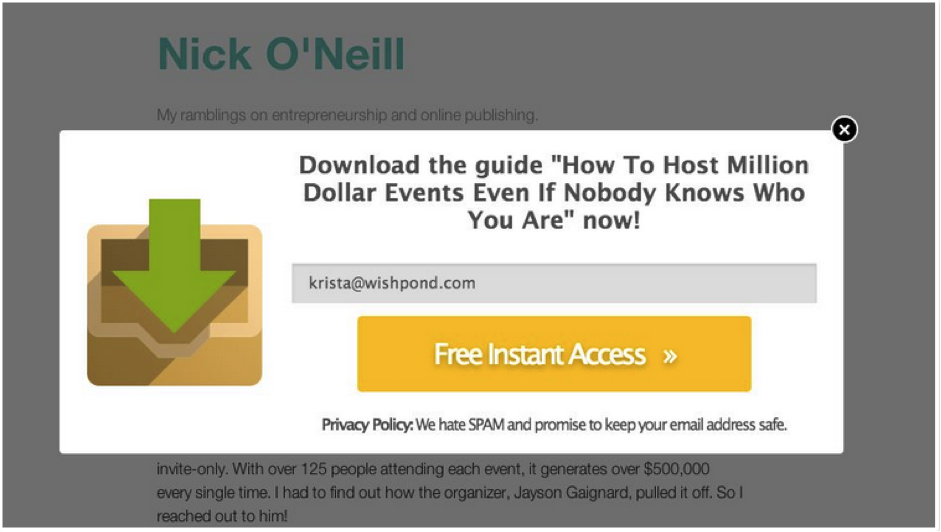 Nick O'Neill
My ramblings on entrepreneurship and online publishing.
Download the guide "How To Host Million
Dollar Events Even If Nobody Knows Who
You Are" now!
krista@wishpond.com
Free Instant Access »
Privacy Policy: We hate SPAM and promise to keep your email address safe.
invite-only. With over 125 people attending each event, it generates over $500,000
every single time. I had to find out how the organizer, Jayson Gaignard, pulled it off. So I
reached out to him!